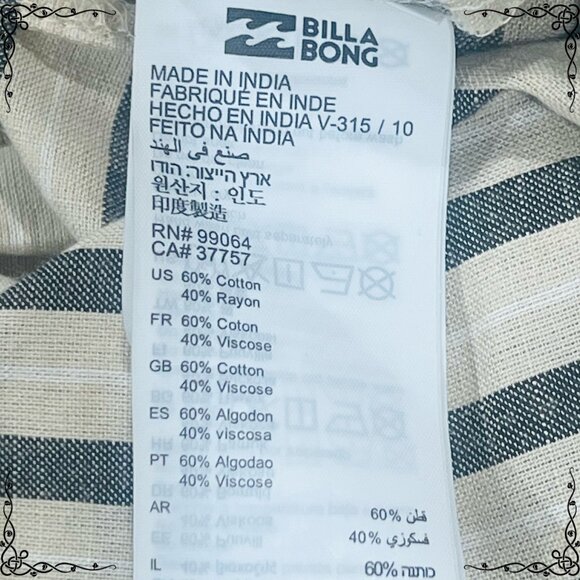 BILLA
BONG
MADE IN INDIA
FABRIQUÉ EN INDE
HECHO EN INDIA V-315 / 10
FEITO NA ÍNDIA
صنع في الهند
ארץ הייצור: הודו
원산지 : 인도
印度製造
RN# 99064
CA# 37757
US 60% Cotton
40% Rayon
FR 60% Coton
40% Viscose
GB 60% Cotton
40% Viscose
ES 60% Algodon
40% viscosa
PT 60% Algodao
40% Viscose
AR 60% قطن
40% فسكوزي
IL 60% כותנה